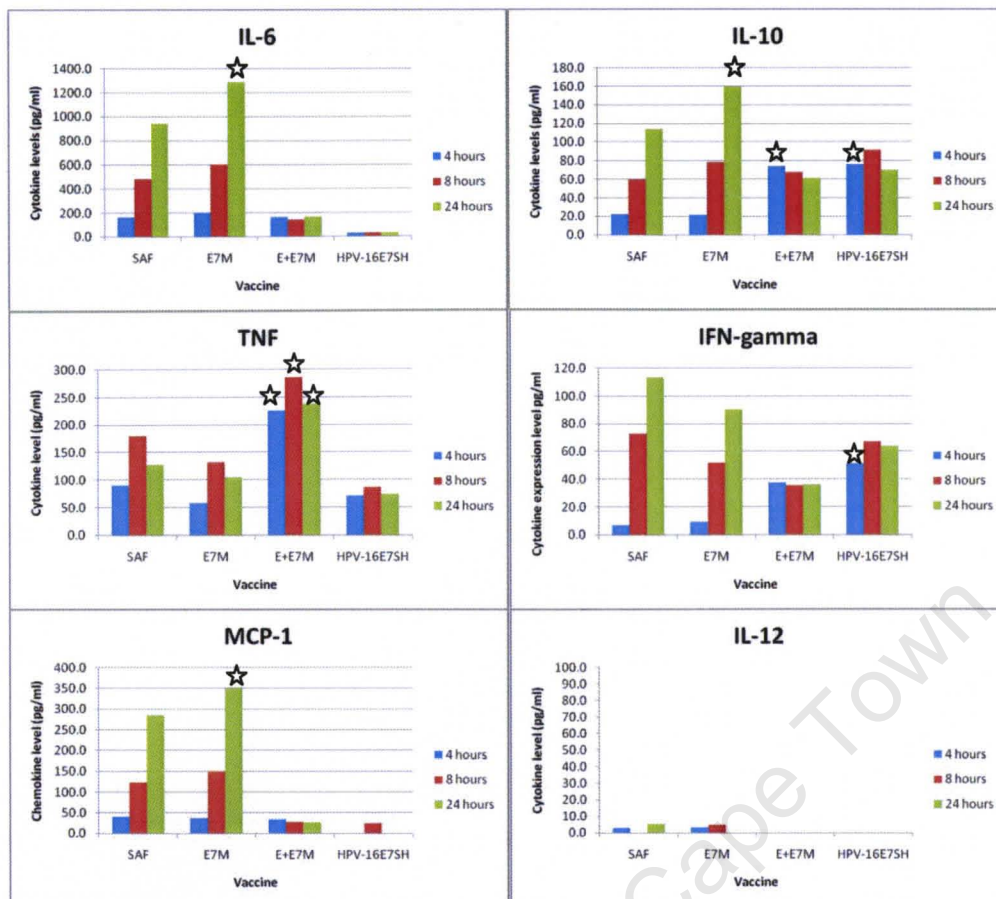 IL-6
Cytokine levels (pg/ml)
1400.0
1200.0
1000.0
800.0
600.0
400.0
200.0
0.0
SAF E7M E+E7M HPV-16E7SH
Vaccine
4 hours
8 hours
24 hours
IL-10
Cytokine levels (pg/ml)
180.0
160.0
140.0
120.0
100.0
80.0
60.0
40.0
20.0
0.0
SAF E7M E+E7M HPV-16E7SH
Vaccine
4 hours
8 hours
24 hours
TNF
Cytokine level (pg/ml)
300.0
250.0
200.0
150.0
100.0
50.0
0.0
SAF E7M E+E7M HPV-16E7SH
Vaccine
4 hours
8 hours
24 hours
IFN-gamma
Cytokine expression level pg/ml
120.0
100.0
80.0
60.0
40.0
20.0
0.0
SAF E7M E+E7M HPV-16E7SH
Vaccine
4 hours
8 hours
24 hours
MCP-1
Chemokine level (pg/ml)
400.0
350.0
300.0
250.0
200.0
150.0
100.0
50.0
0.0
SAF E7M E+E7M HPV-16E7SH
Vaccine
4 hours
8 hours
24 hours
IL-12
Cytokine level (pg/ml)
100.0
90.0
80.0
70.0
60.0
50.0
40.0
30.0
20.0
10.0
0.0
SAF E7M E+E7M HPV-16E7SH
Vaccine
4 hours
8 hours
24 hours
Cape Town